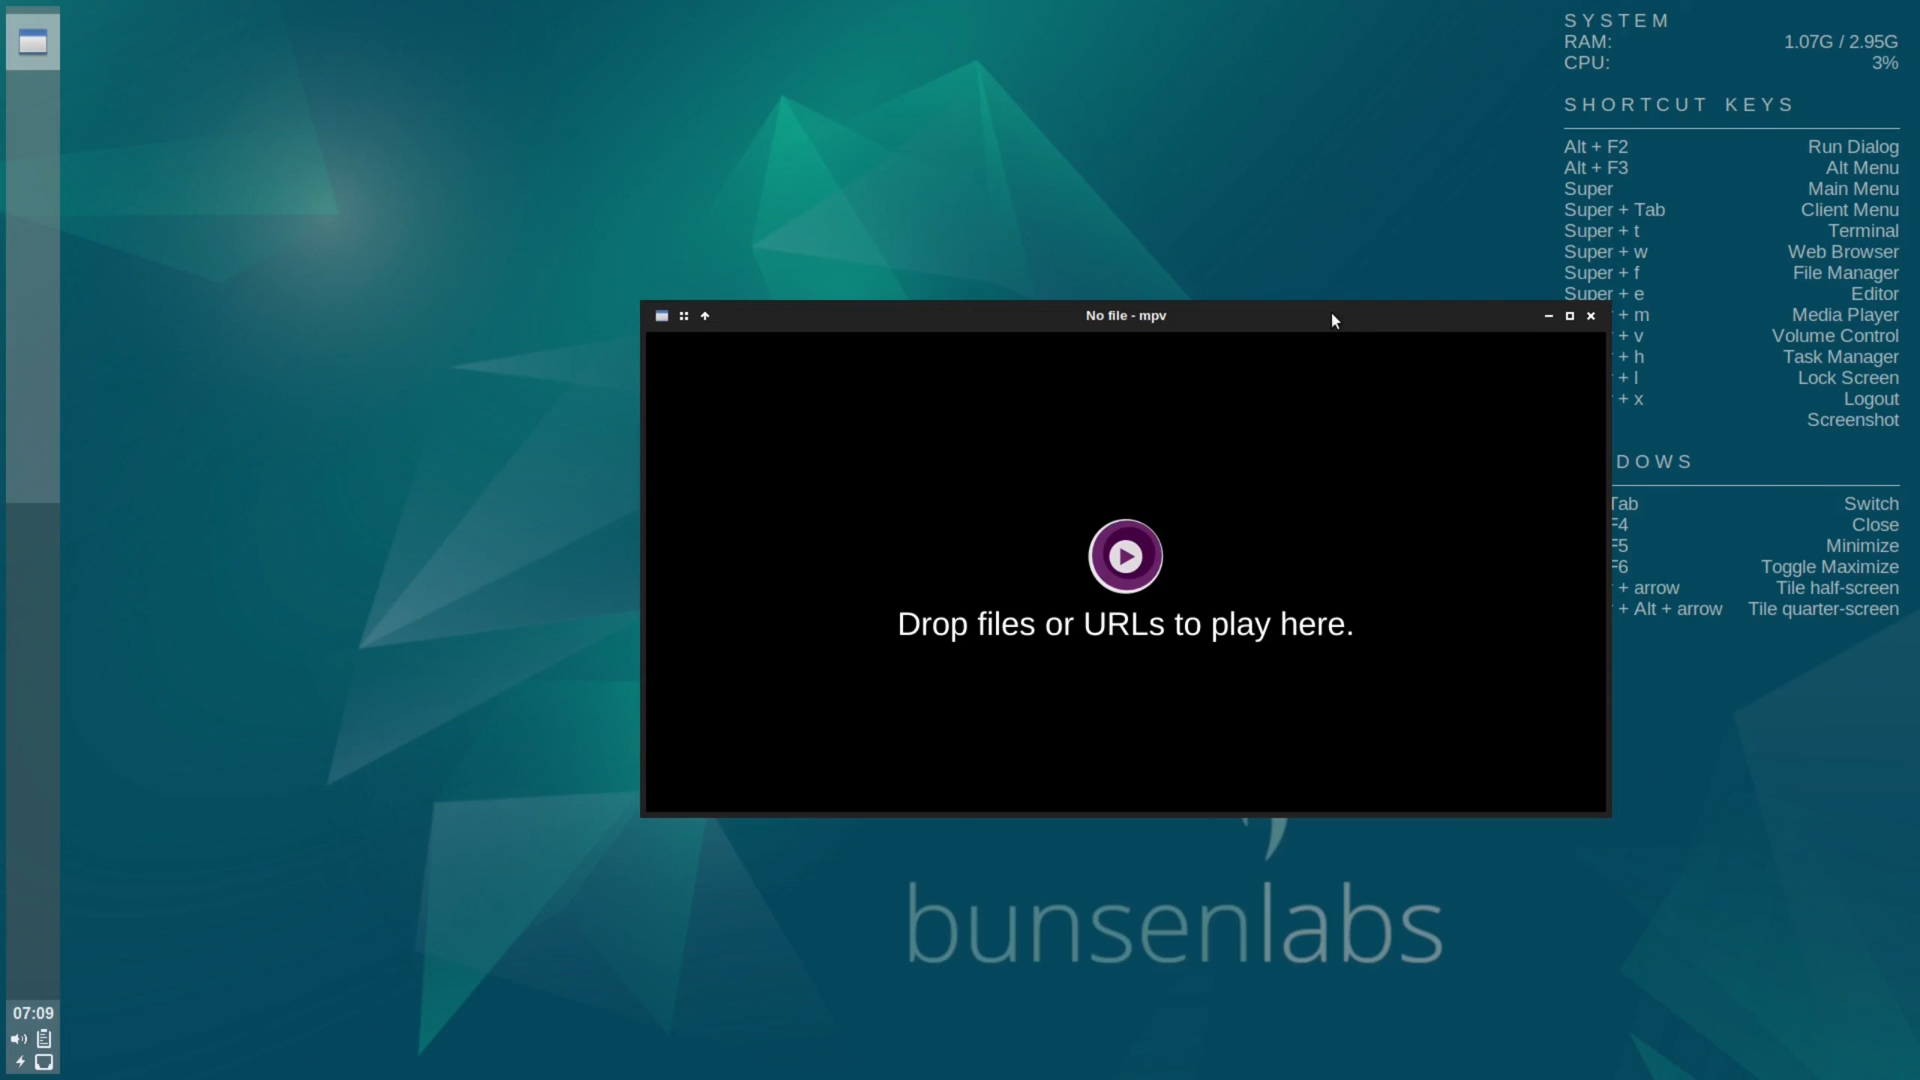 SYSTEM
RAM: 1.07G / 2.95G
CPU: 3%
SHORTCUT KEYS
Alt + F2 Run Dialog
Alt + F3 Alt Menu
Super Main Menu
Super + Tab Client Menu
Super + t Terminal
Super + w Web Browser
Super + f File Manager
Super + e Editor
+ m Media Player
+ v Volume Control
+ h Task Manager
+ l Lock Screen
+ x Logout
Screenshot
DOWS
Tab Switch
F4 Close
F5 Minimize
F6 Toggle Maximize
+ arrow Tile half-screen
+ Alt + arrow Tile quarter-screen
No file - mpv
Drop files or URLs to play here.
bunsenlabs
07:09